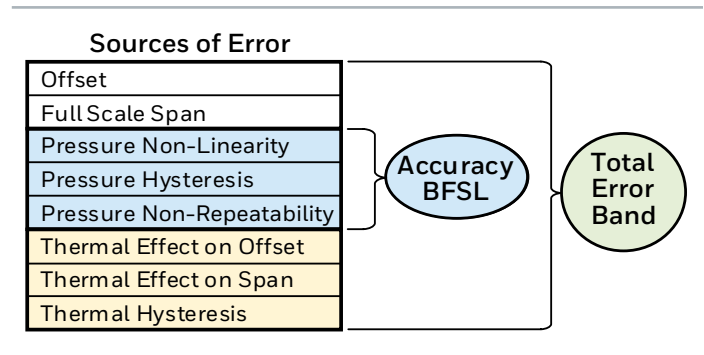 Sources of Error
Offset
Full Scale Span
Pressure Non-Linearity
Pressure Hysteresis
Pressure Non-Repeatability
Thermal Effect on Offset
Thermal Effect on Span
Thermal Hysteresis
Accuracy
BFSL
Total
Error
Band